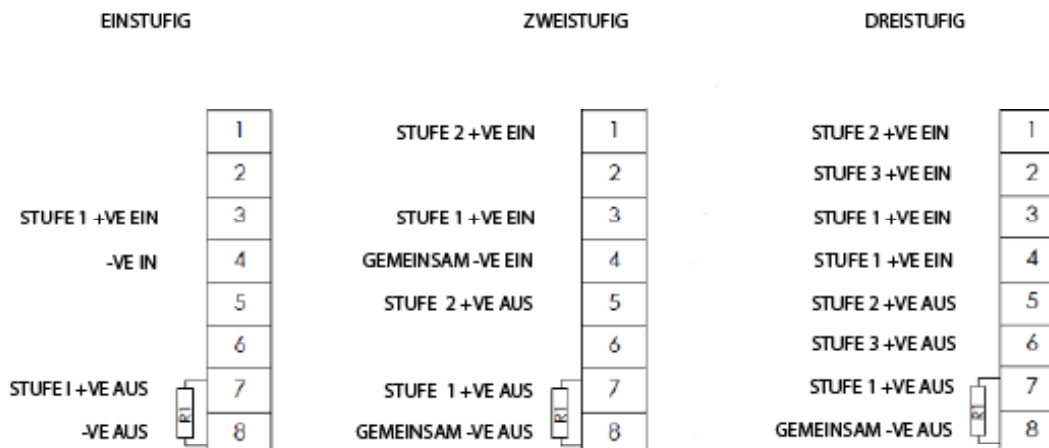 EINSTUFIG
1
2
STUFE 1 +VE EIN 3
-VE IN 4
5
6
STUFE I +VE AUS R1 7
-VE AUS 8
ZWEISTUFIG
STUFE 2 +VE EIN 1
2
STUFE 1 +VE EIN 3
GEMEINSAM -VE EIN 4
STUFE 2 +VE AUS 5
6
STUFE 1 +VE AUS R1 7
GEMEINSAM -VE AUS 8
DREISTUFIG
STUFE 2 +VE EIN 1
STUFE 3 +VE EIN 2
STUFE 1 +VE EIN 3
STUFE 1 +VE EIN 4
STUFE 2 +VE AUS 5
STUFE 3 +VE AUS 6
STUFE 1 +VE AUS R1 7
GEMEINSAM -VE AUS 8